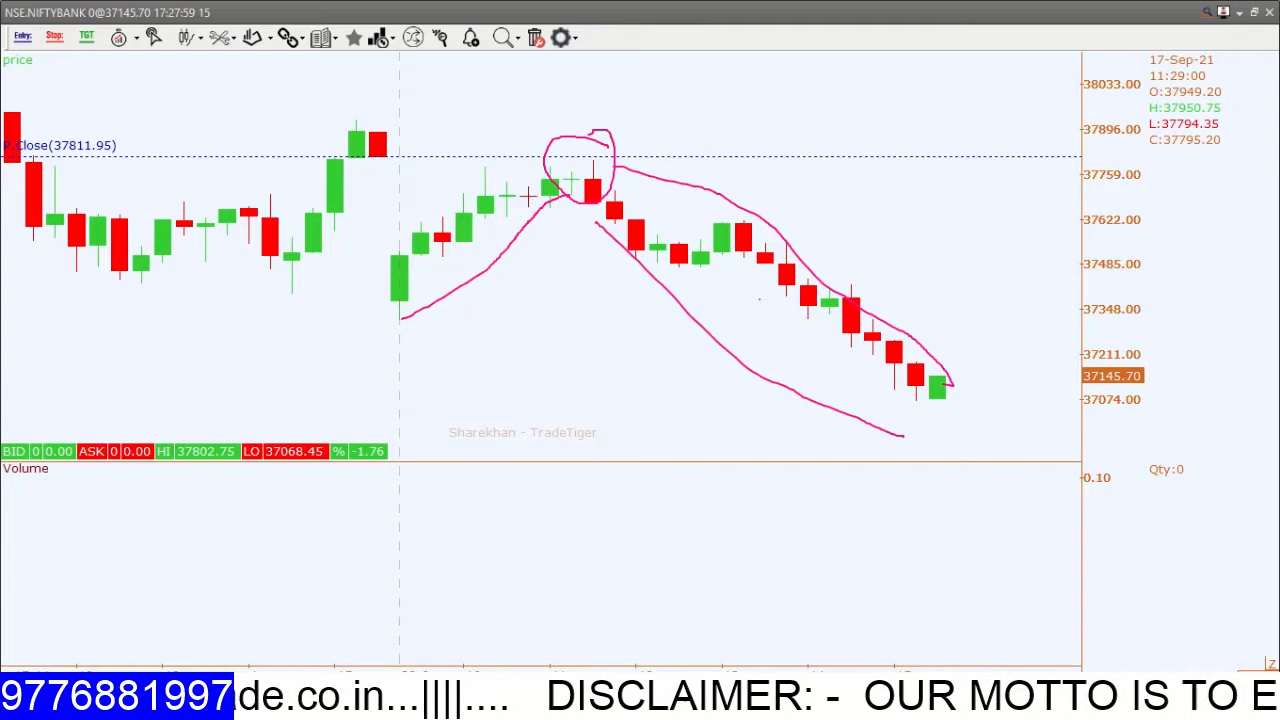 NSE.NIFTYBANK 0@37145.70 17:27:59 15
Entry: Stop: TGT
price
17-Sep-21
11:29:00
O:37949.20
H:37950.75
L:37794.35
C:37795.20
38033.00
37896.00
P.Close(37811.95)
37759.00
37622.00
37485.00
37348.00
37211.00
37145.70
37074.00
Sharekhan - TradeTiger
BID 0 0.00 ASK 0 0.00 HI 37802.75 LO 37068.45 % -1.76
Volume
0.10
Qty:0
Z
9776881997de.co.in...||||.... DISCLAIMER: - OUR MOTTO IS TO E